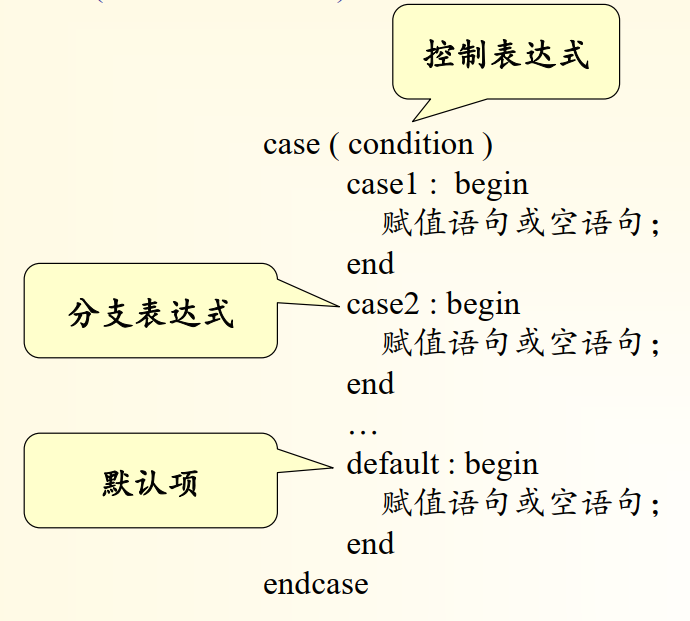 控制表达式
case ( condition )
case1 :  begin
赋值语句或空语句；
end
分支表达式
case2 : begin
赋值语句或空语句；
end
…
默认项
default : begin
赋值语句或空语句；
end
endcase